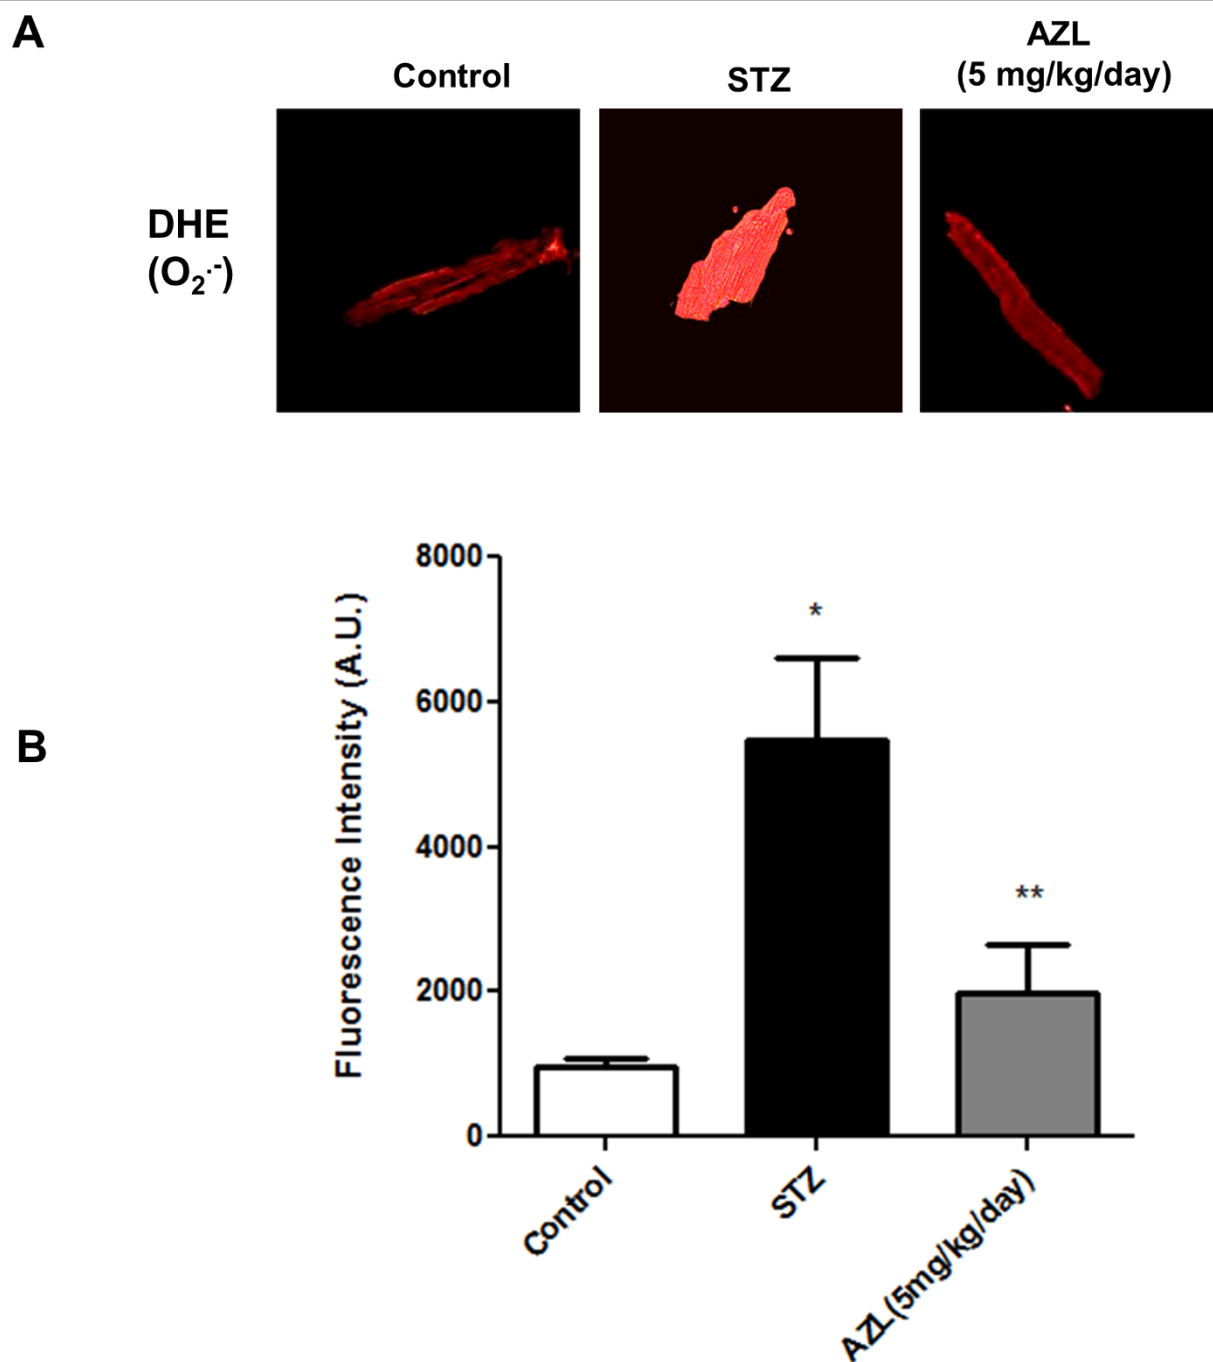 A
Control
STZ
AZL
(5 mg/kg/day)
DHE
(O₂·⁻)
B
Fluorescence Intensity (A.U.)
8000
6000
4000
2000
0
*
**
Control
STZ
AZL(5mg/kg/day)